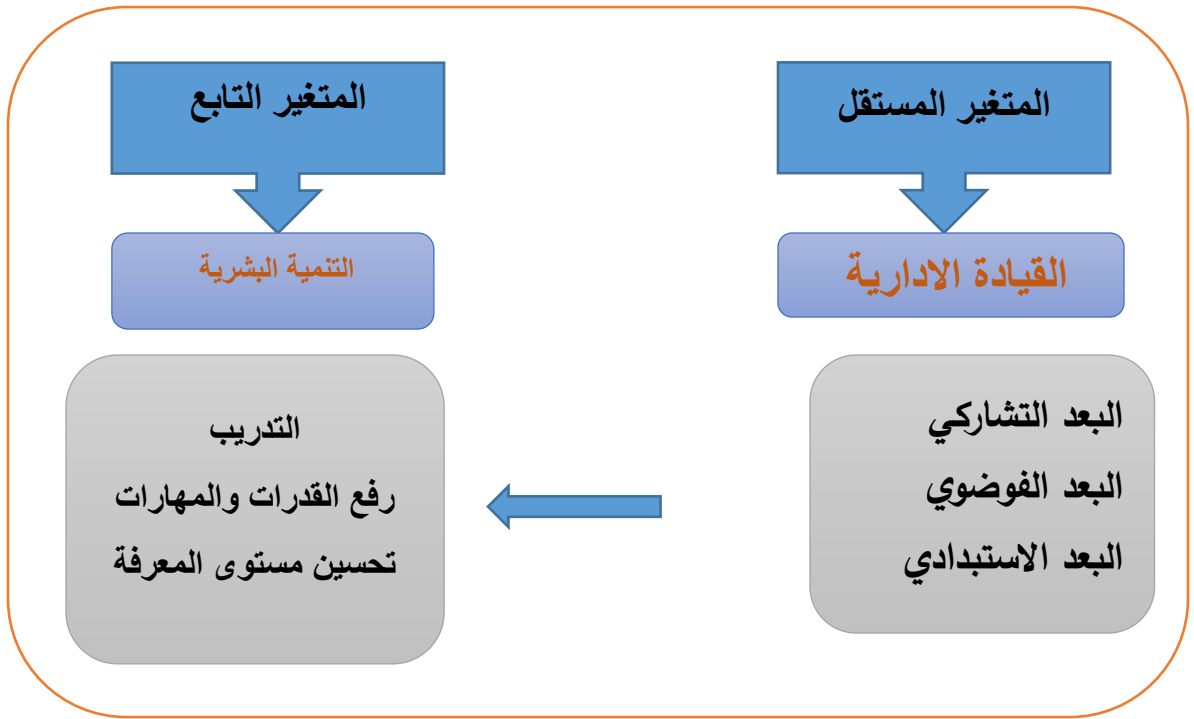 المتغير المستقل
القيادة الادارية
البعد التشاركي
البعد الفوضوي
البعد الاستبدادي
المتغير التابع
التنمية البشرية
التدريب
رفع القدرات والمهارات
تحسين مستوى المعرفة